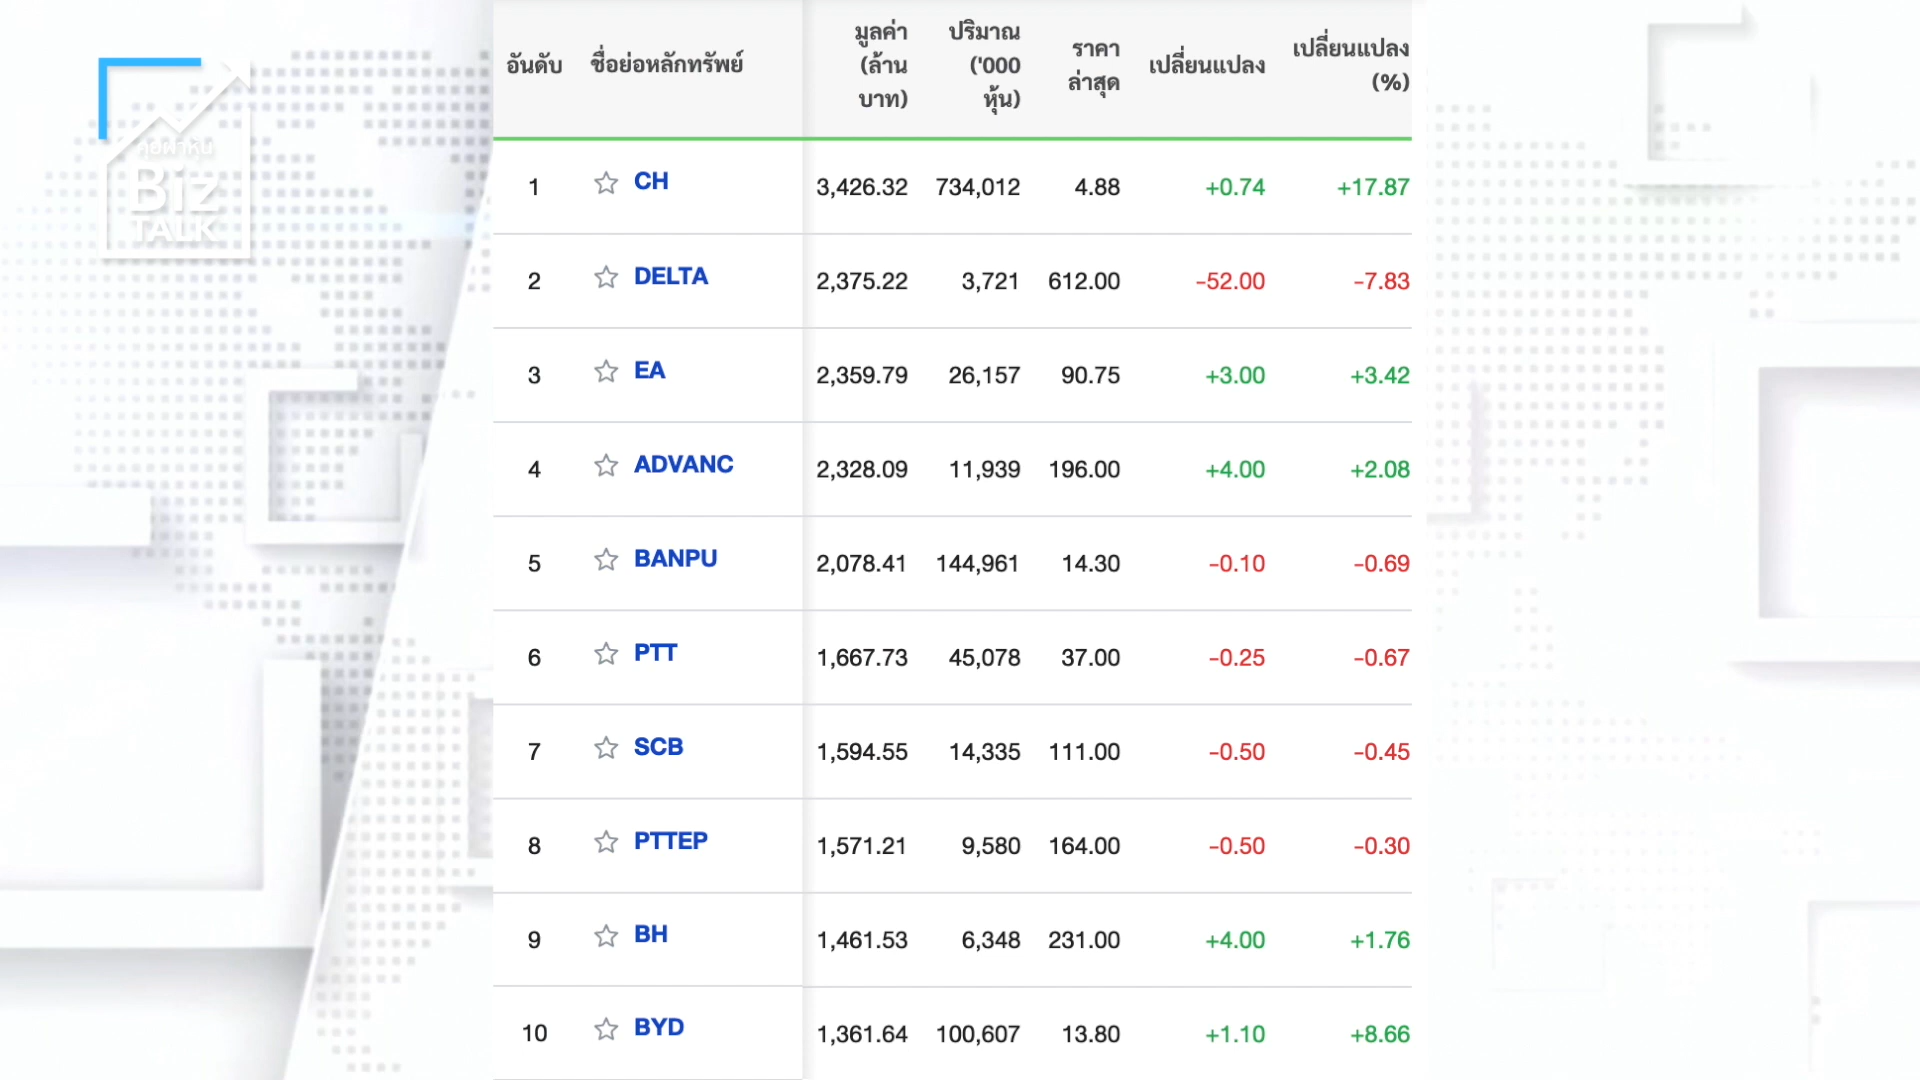 คุยผ่าหุ้น
Biz
TALK
อันดับ ชื่อย่อหลักทรัพย์ มูลค่า (ล้าน บาท) ปริมาณ ('000 หุ้น) ราคา ล่าสุด เปลี่ยนแปลง เปลี่ยนแปลง (%)
1 CH 3,426.32 734,012 4.88 +0.74 +17.87
2 DELTA 2,375.22 3,721 612.00 -52.00 -7.83
3 EA 2,359.79 26,157 90.75 +3.00 +3.42
4 ADVANC 2,328.09 11,939 196.00 +4.00 +2.08
5 BANPU 2,078.41 144,961 14.30 -0.10 -0.69
6 PTT 1,667.73 45,078 37.00 -0.25 -0.67
7 SCB 1,594.55 14,335 111.00 -0.50 -0.45
8 PTTEP 1,571.21 9,580 164.00 -0.50 -0.30
9 BH 1,461.53 6,348 231.00 +4.00 +1.76
10 BYD 1,361.64 100,607 13.80 +1.10 +8.66